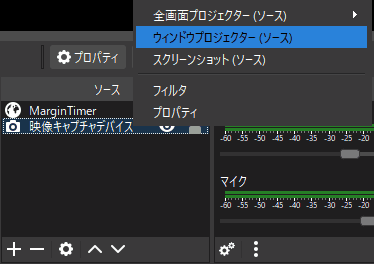 全画面プロジェクター (ソース)
ウィンドウプロジェクター (ソース)
スクリーンショット (ソース)
フィルタ
プロパティ
プロパティ
ソース
MarginTimer
映像キャプチャデバイス
-60 -55 -50 -45 -40 -35 -30 -25 -20
マイク
-60 -55 -50 -45 -40 -35 -30 -25 -20